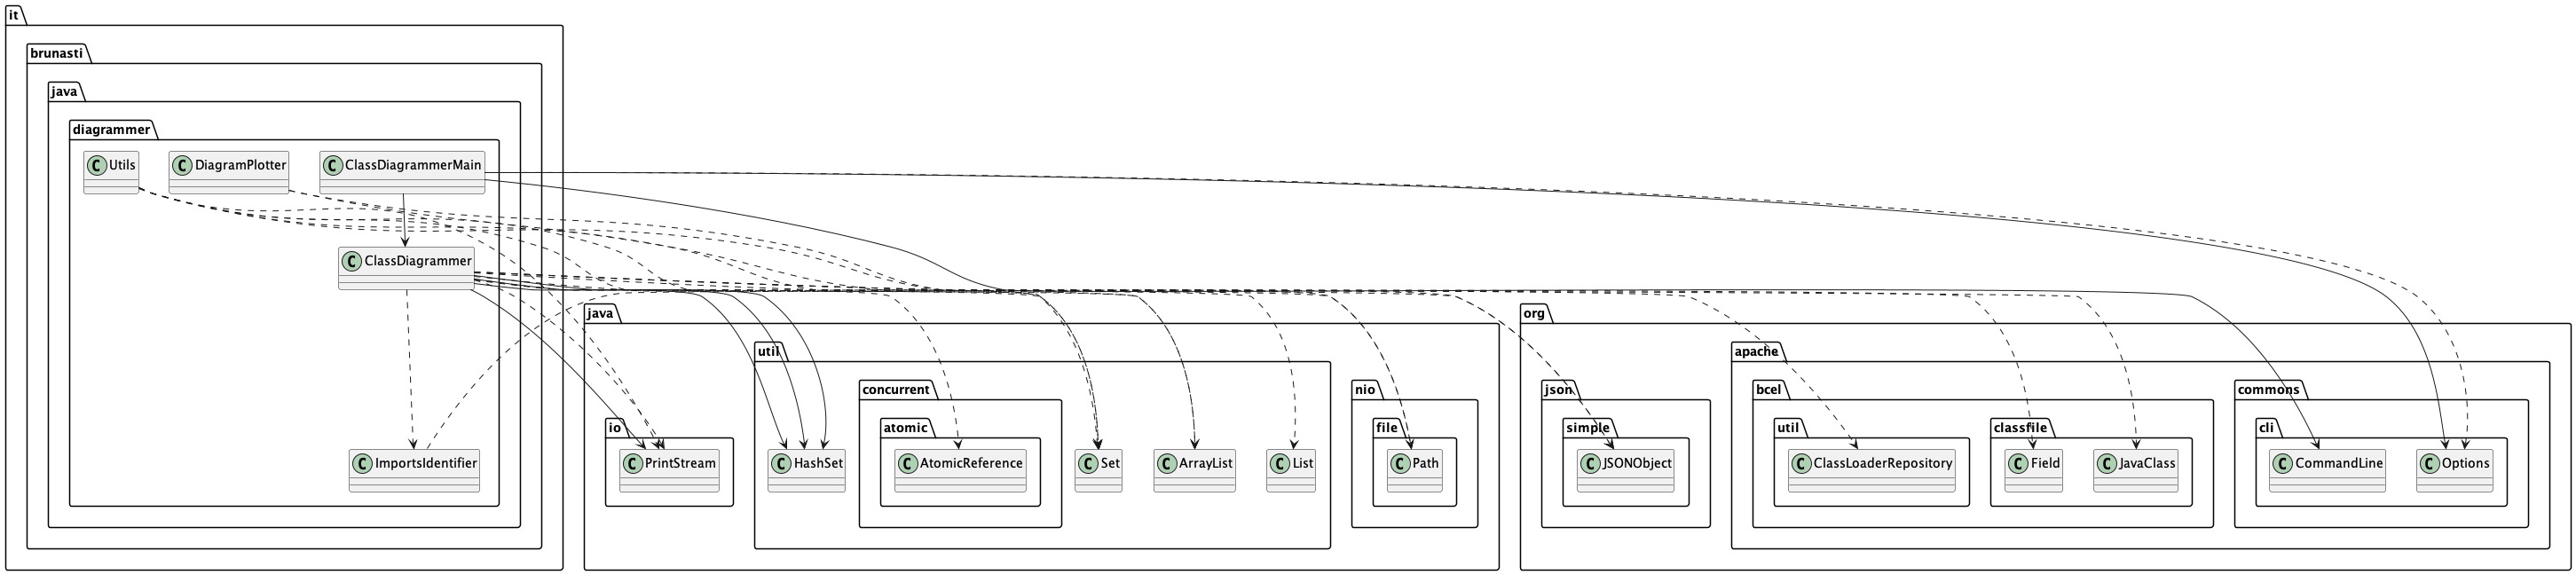 it
brunasti
java
diagrammer
C Utils
C DiagramPlotter
C ClassDiagrammerMain
C ClassDiagrammer
C ImportsIdentifier
java
io
C PrintStream
util
C HashSet
concurrent
atomic
C AtomicReference
C Set
C ArrayList
C List
nio
file
C Path
org
json
simple
C JSONObject
apache
bcel
util
C ClassLoaderRepository
classfile
C Field
C JavaClass
commons
cli
C CommandLine
C Options